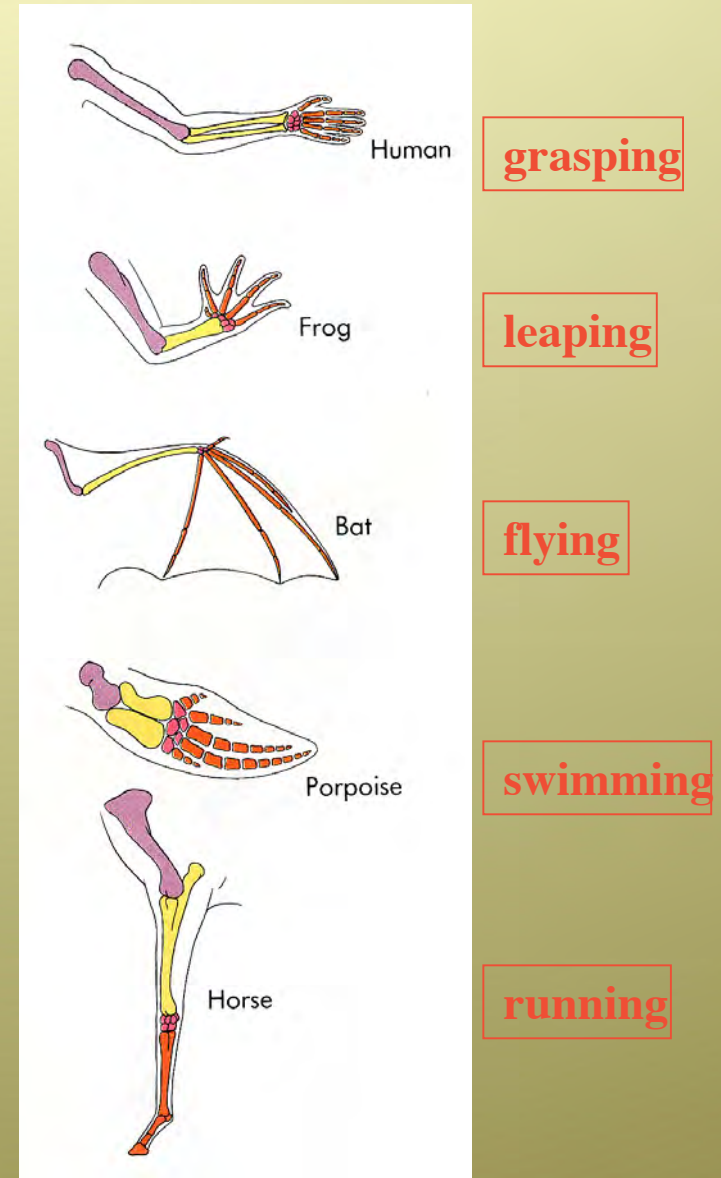 Human
grasping
Frog
leaping
Bat
flying
Porpoise
swimming
Horse
running